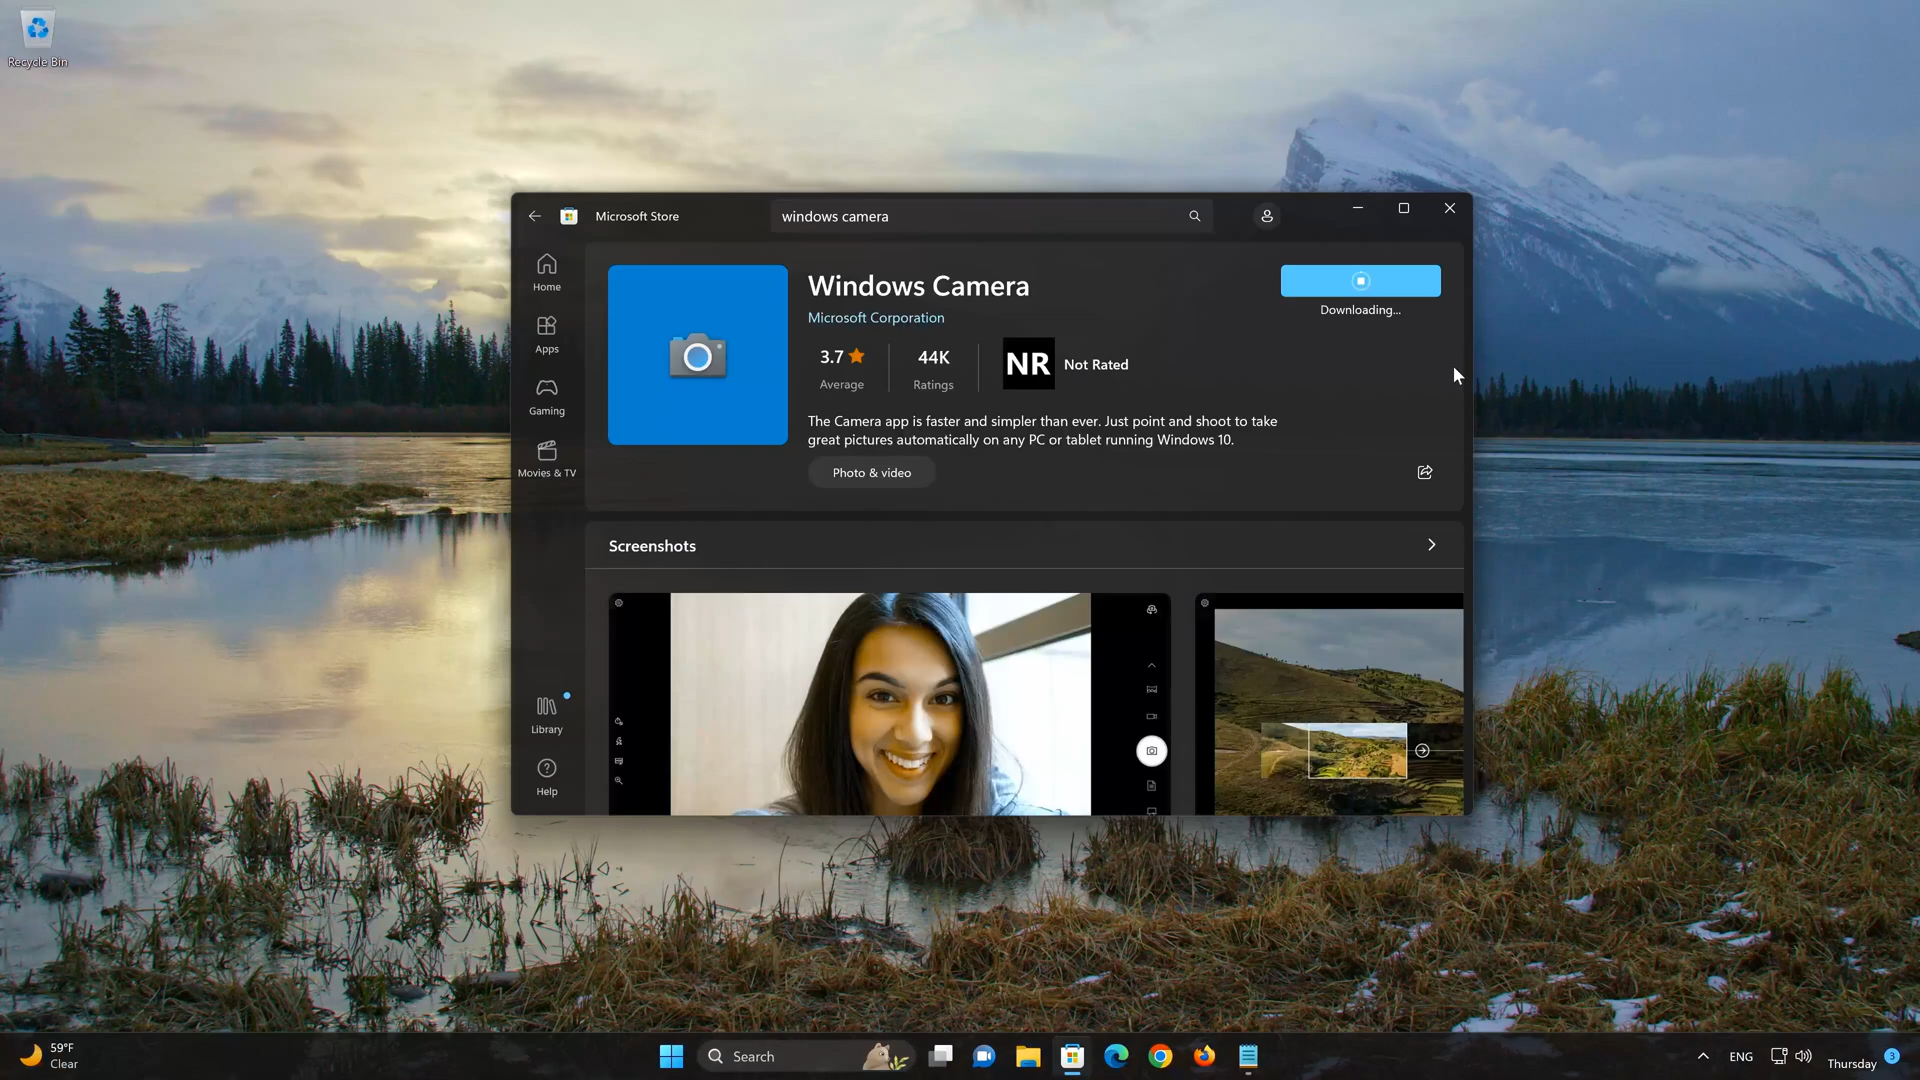 Recycle Bin
Microsoft Store
windows camera
Home
Apps
Gaming
Movies & TV
Library
Help
Windows Camera
Microsoft Corporation
3.7
Average
44K
Ratings
NR
Not Rated
Downloading...
The Camera app is faster and simpler than ever. Just point and shoot to take
great pictures automatically on any PC or tablet running Windows 10.
Photo & video
Screenshots
59°F
Clear
Search
ENG
Thursday
3